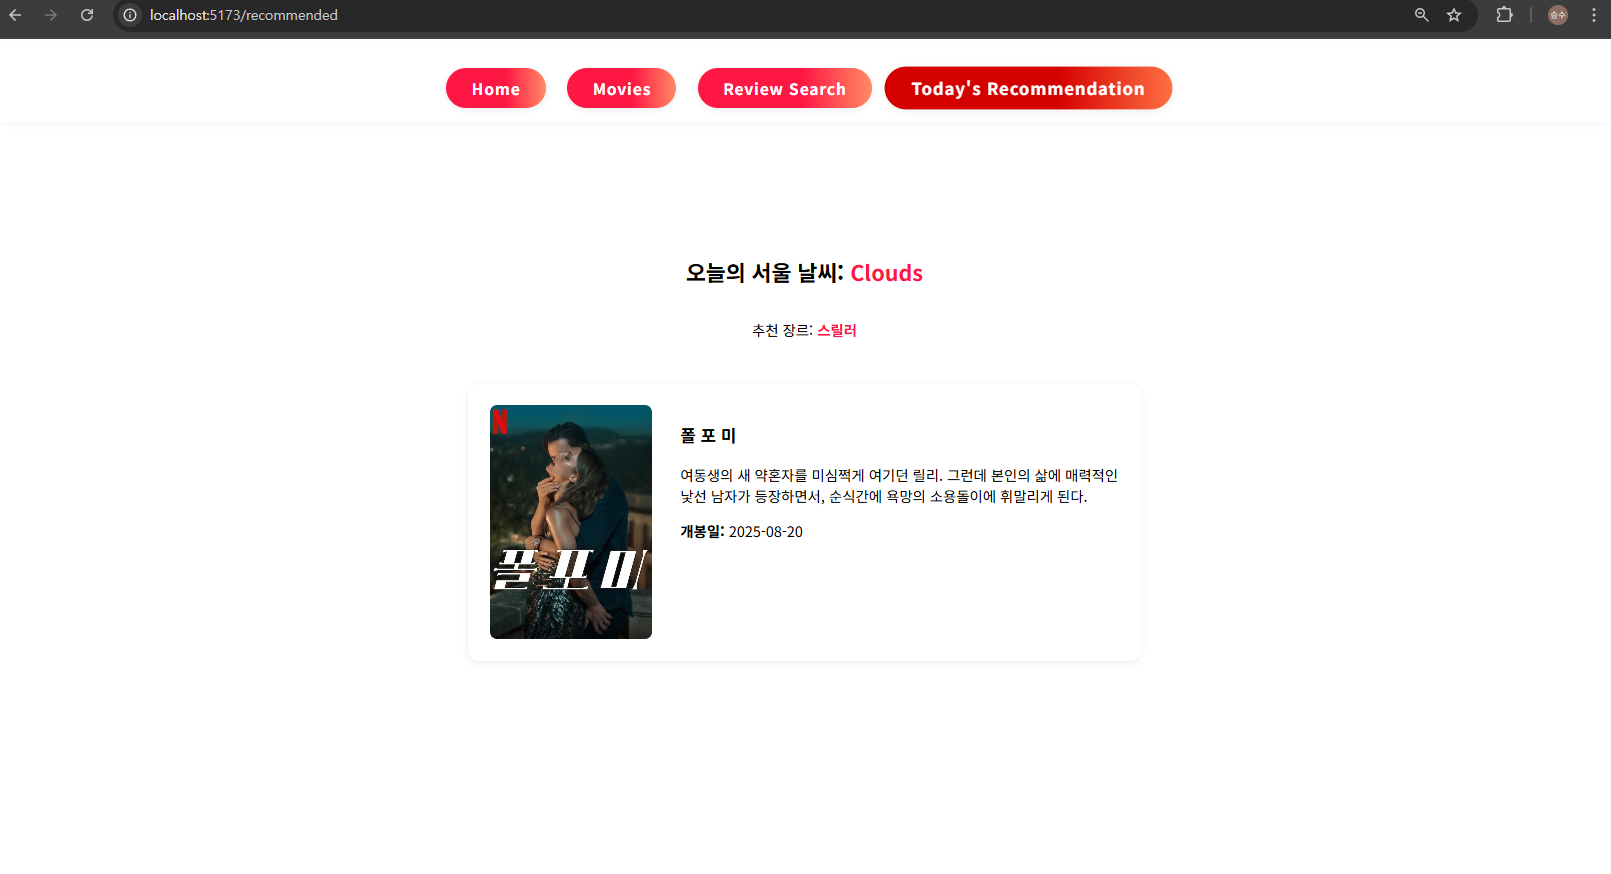 localhost:5173/recommended
승수
Home
Movies
Review Search
Today's Recommendation
오늘의 서울 날씨: Clouds
추천 장르: 스릴러
N
폴 포 미
폴 포 미
여동생의 새 약혼자를 미심쩍게 여기던 릴리. 그런데 본인의 삶에 매력적인
낯선 남자가 등장하면서, 순식간에 욕망의 소용돌이에 휘말리게 된다.
개봉일: 2025-08-20